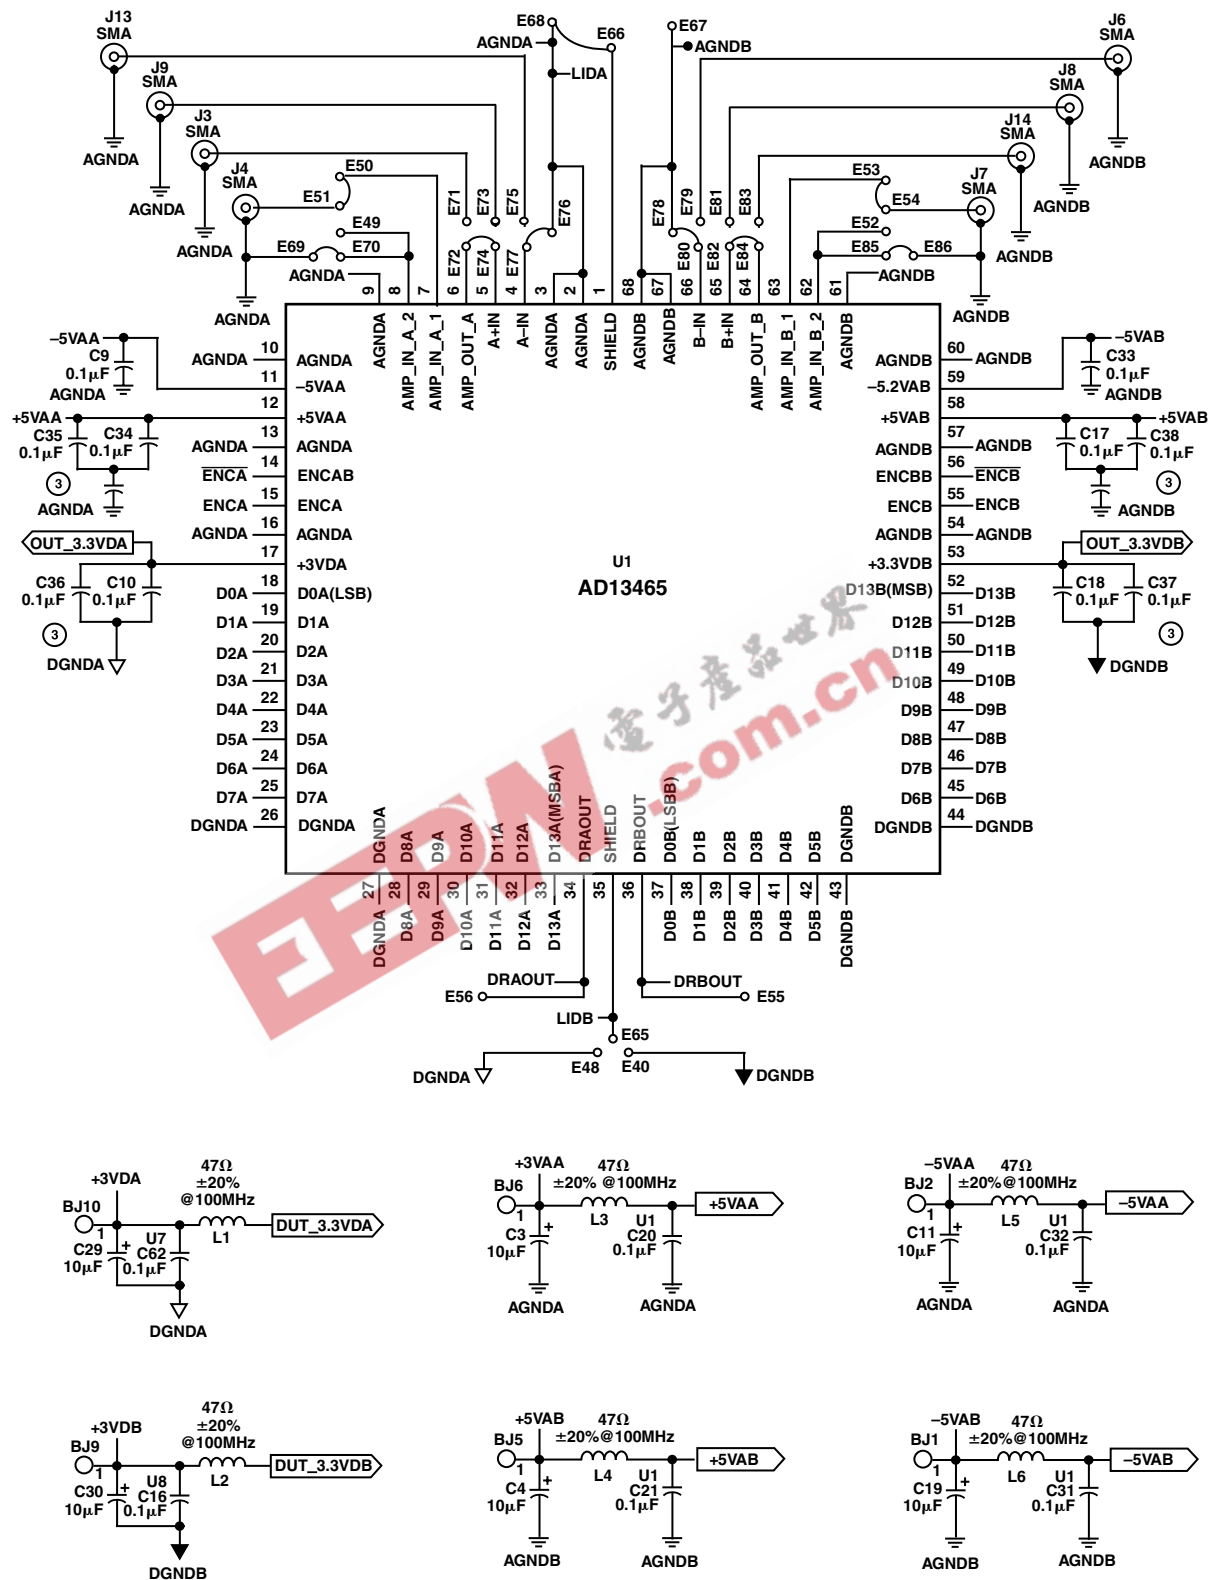 J13
SMA
J9
SMA
J3
SMA
J4
SMA
AGNDA
AGNDA
AGNDA
AGNDA
E68
E66
AGNDA
LIDA
E67
AGNDB
J6
SMA
J8
SMA
J14
SMA
J7
SMA
AGNDB
AGNDB
AGNDB
AGNDB
E50
E51
E49
E69
E70
AGNDA
E71
E73
E75
E76
E72
E74
E77
E78
E79
E81
E83
E80
E82
E84
E53
E54
E52
E85
E86
AGNDB
9
8
7
6
5
4
3
2
1
68
67
66
65
64
63
62
61
AGNDA
AMP_IN_A_2
AMP_IN_A_1
AMP_OUT_A
A+IN
A–IN
AGNDA
AGNDA
SHIELD
AGNDB
AGNDB
B–IN
B+IN
AMP_OUT_B
AMP_IN_B_1
AMP_IN_B_2
AGNDB
–5VAA
C9
0.1μF
AGNDA
AGNDA 10 AGNDA
11 –5VAA
+5VAA 12 +5VAA
C35
0.1μF
C34
0.1μF
3
AGNDA
AGNDA 13 AGNDA
ENCA 14 ENCAB
ENCA 15 ENCA
AGNDA 16 AGNDA
OUT_3.3VDA
17 +3VDA
C36
0.1μF
C10
0.1μF
3
DGNDA
D0A 18 D0A(LSB)
D1A 19 D1A
D2A 20 D2A
D3A 21 D3A
D4A 22 D4A
D5A 23 D5A
D6A 24 D6A
D7A 25 D7A
DGNDA 26 DGNDA
U1
AD13465
–5VAB
C33
0.1μF
AGNDB
AGNDB 60 AGNDB
–5.2VAB 59
+5VAB 58 +5VAB
C17
0.1μF
C38
0.1μF
3
AGNDB
AGNDB 57 AGNDB
ENCBB 56 ENCB
ENCB 55 ENCB
AGNDB 54 AGNDB
+3.3VDB 53
OUT_3.3VDB
C18
0.1μF
C37
0.1μF
3
DGNDB
D13B(MSB) 52 D13B
D12B 51 D12B
D11B 50 D11B
D10B 49 D10B
D9B 48 D9B
D8B 47 D8B
D7B 46 D7B
D6B 45 D6B
DGNDB 44 DGNDB
電子產品世界
EEPW.com.cn
DGNDA
D8A
D9A
D10A
D11A
D12A
D13A(MSBA)
DRAOUT
SHIELD
DRBOUT
D0B(LSBB)
D1B
D2B
D3B
D4B
D5B
DGNDB
27
28
29
30
31
32
33
34
35
36
37
38
39
40
41
42
43
DGNDA
D8A
D9A
D10A
D11A
D12A
D13A
D0B
D1B
D2B
D3B
D4B
D5B
DGNDB
DRAOUT
E56
DRBOUT
E55
LIDB
E65
E48
E40
DGNDA
DGNDB
+3VDA
BJ10
1
47Ω
±20%
@100MHz
L1
DUT_3.3VDA
C29
10μF
+
U7
C62
0.1μF
DGNDA
+3VAA
BJ6
1
47Ω
±20% @100MHz
L3
+5VAA
C3
10μF
+
U1
C20
0.1μF
AGNDA
AGNDA
–5VAA
BJ2
1
47Ω
±20%@100MHz
L5
–5VAA
C11
10μF
+
U1
C32
0.1μF
AGNDA
AGNDA
+3VDB
BJ9
1
47Ω
±20%
@100MHz
L2
DUT_3.3VDB
C30
10μF
+
U8
C16
0.1μF
DGNDB
+5VAB
BJ5
1
47Ω
±20%@100MHz
L4
+5VAB
C4
10μF
+
U1
C21
0.1μF
AGNDB
AGNDB
–5VAB
BJ1
1
47Ω
±20%@100MHz
L6
–5VAB
C19
10μF
+
U1
C31
0.1μF
AGNDB
AGNDB